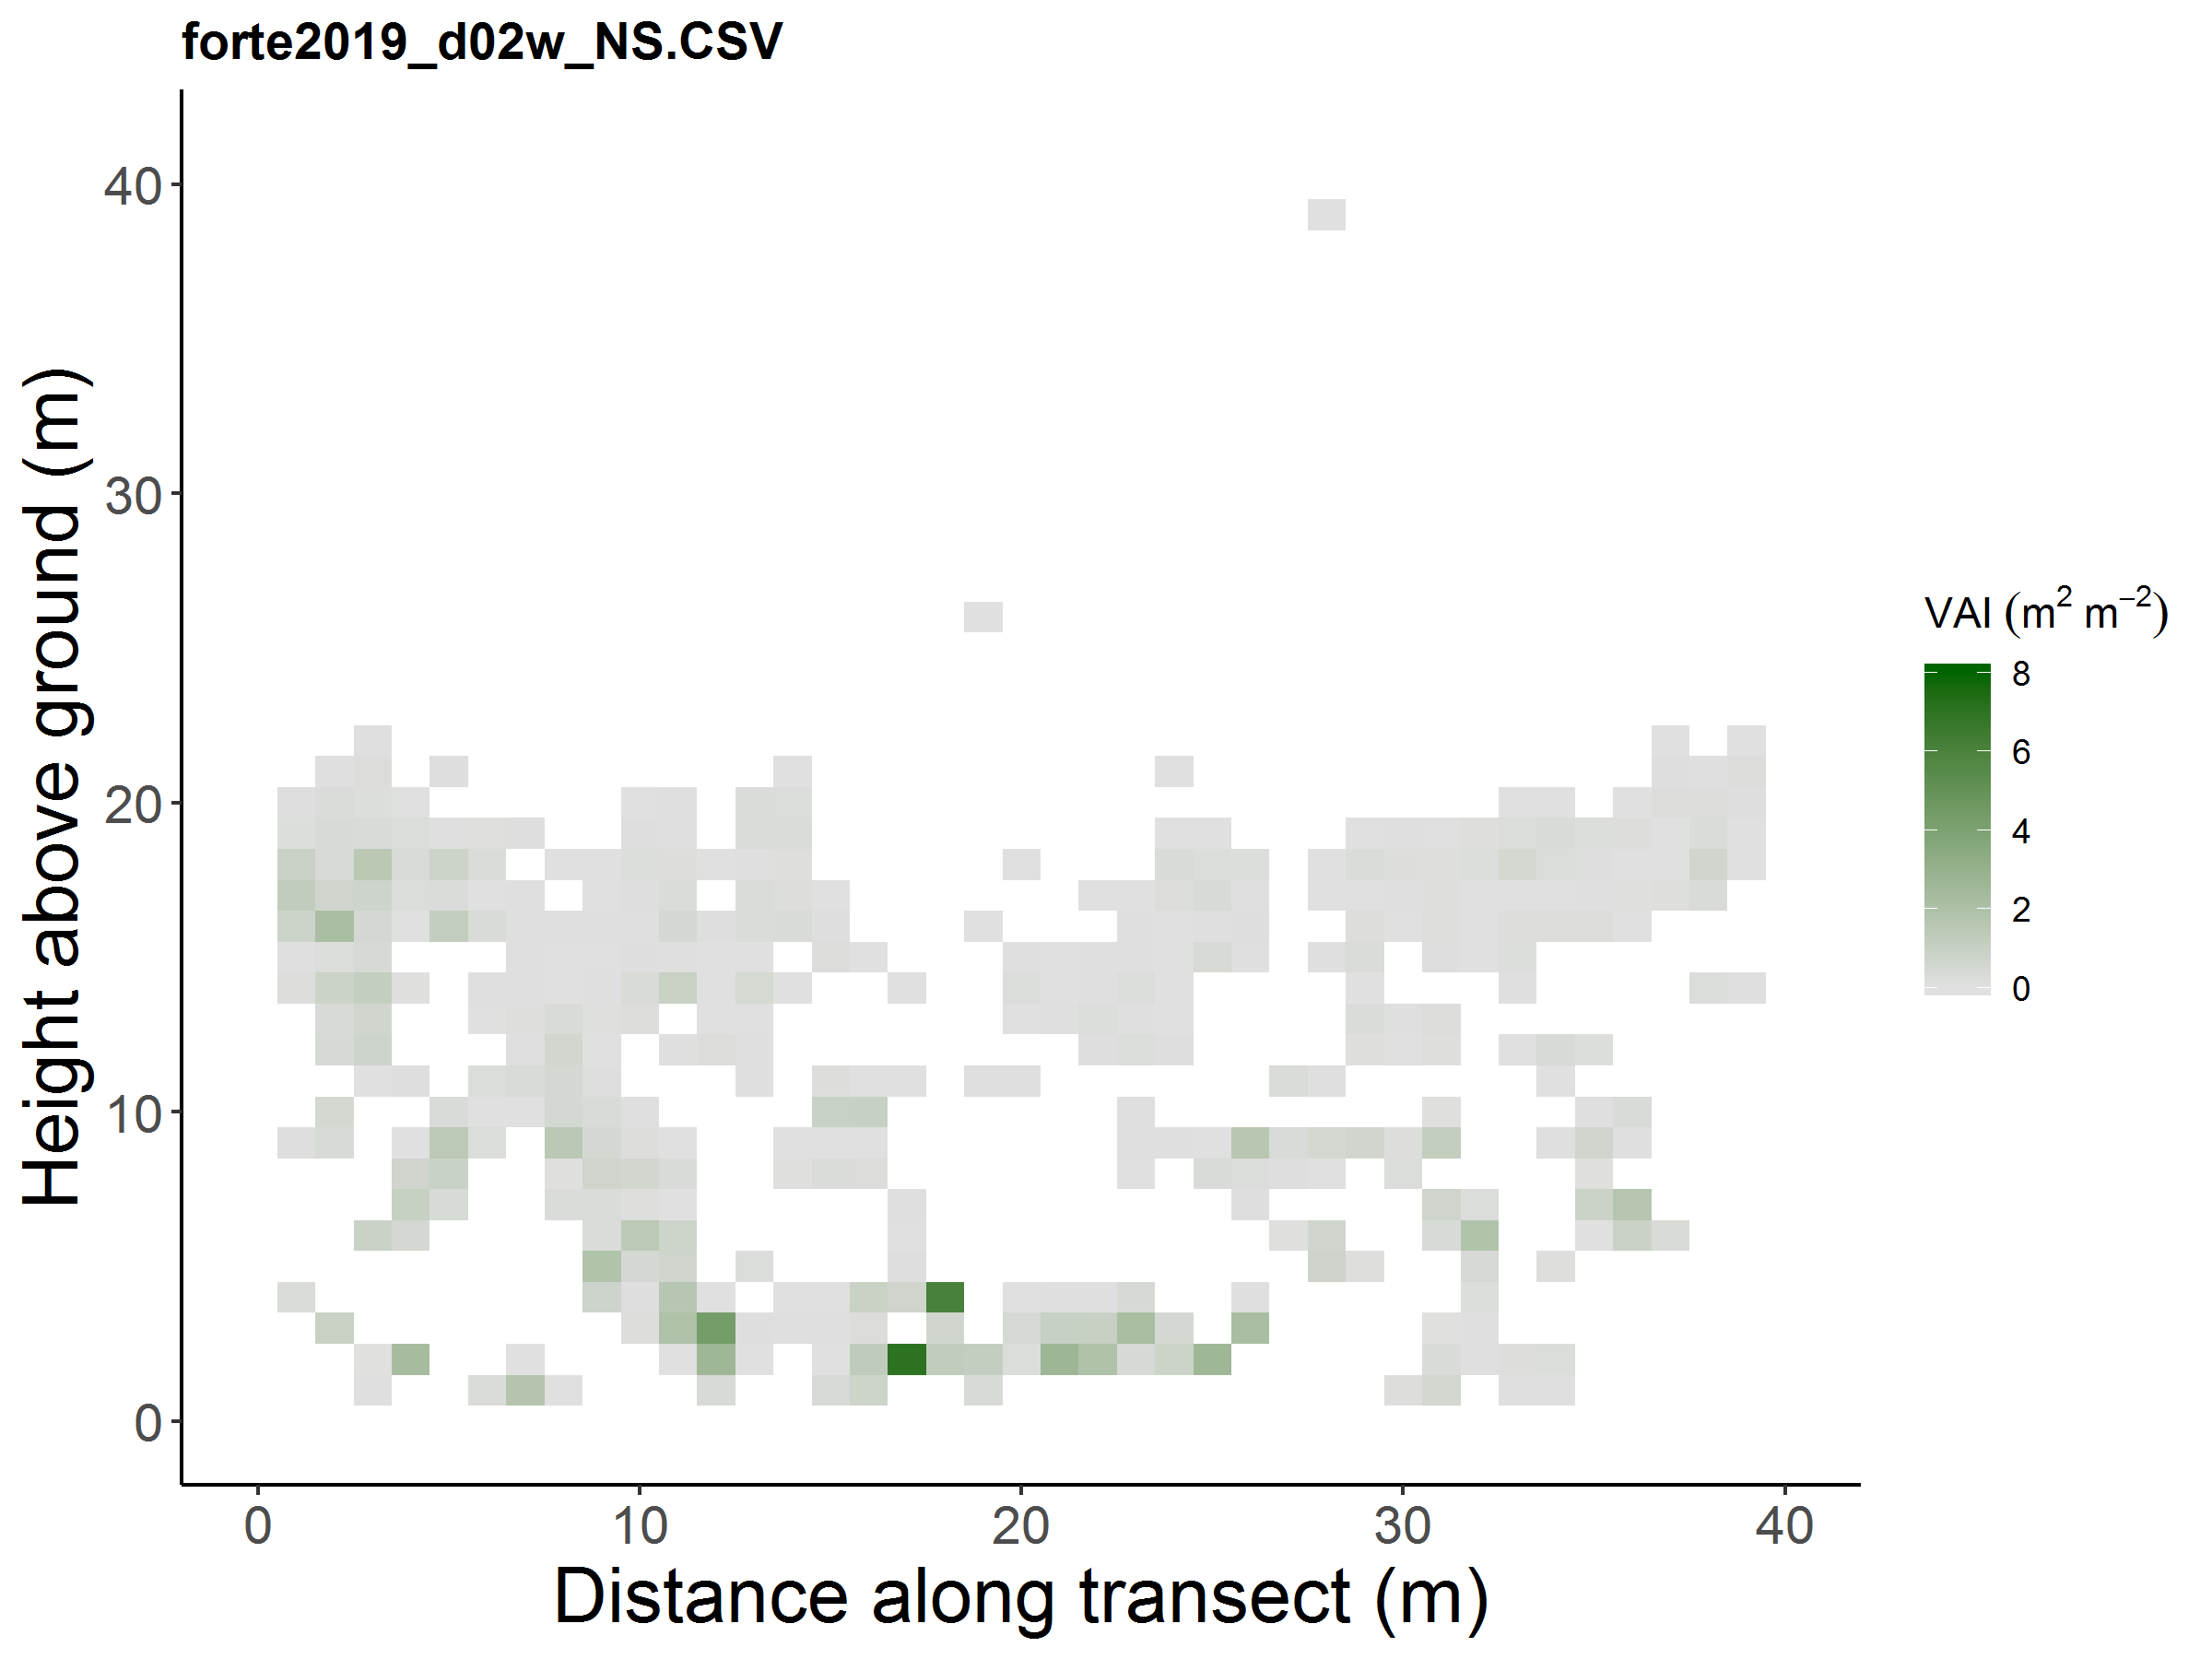 forte2019_d02w_NS.CSV
Height above ground (m)
40
30
20
10
0
0 10 20 30 40
Distance along transect (m)
VAI (m² m⁻²)
8
6
4
2
0